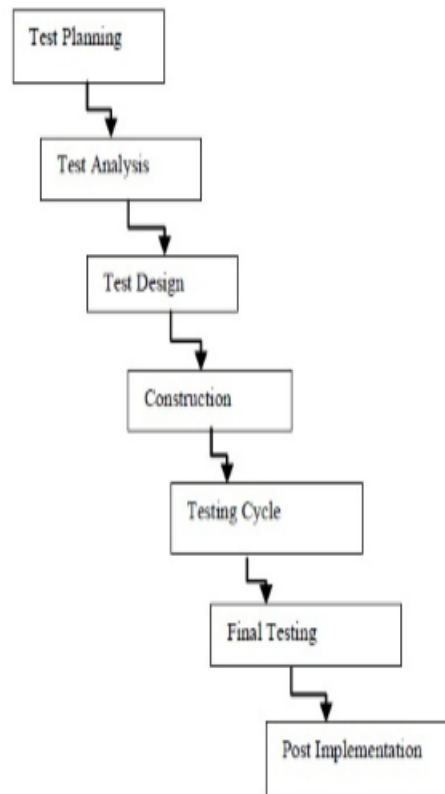 Test Planning
Test Analysis
Test Design
Construction
Testing Cycle
Final Testing
Post Implementation